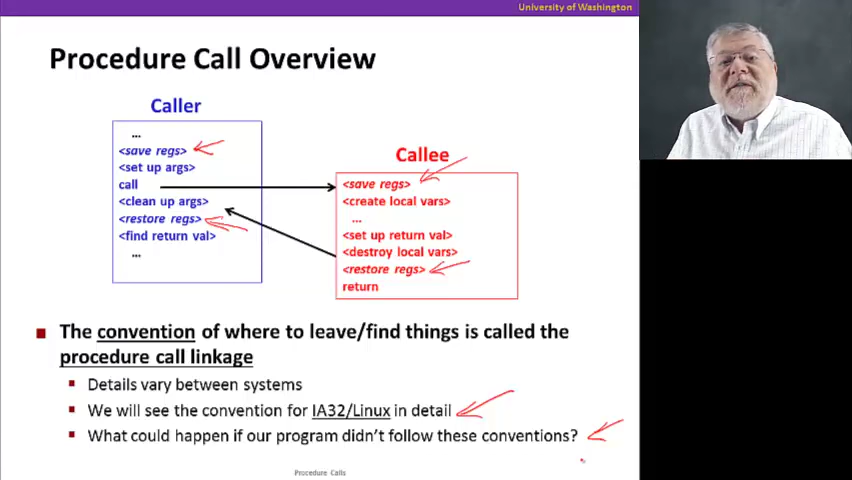 University of Washington
Procedure Call Overview
Caller
...
<save regs>
<set up args>
call
<clean up args>
<restore regs>
<find return val>
...
Callee
<save regs>
<create local vars>
...
<set up return val>
<destroy local vars>
<restore regs>
return
The convention of where to leave/find things is called the
procedure call linkage
Details vary between systems
We will see the convention for IA32/Linux in detail
What could happen if our program didn't follow these conventions?
Procedure Calls